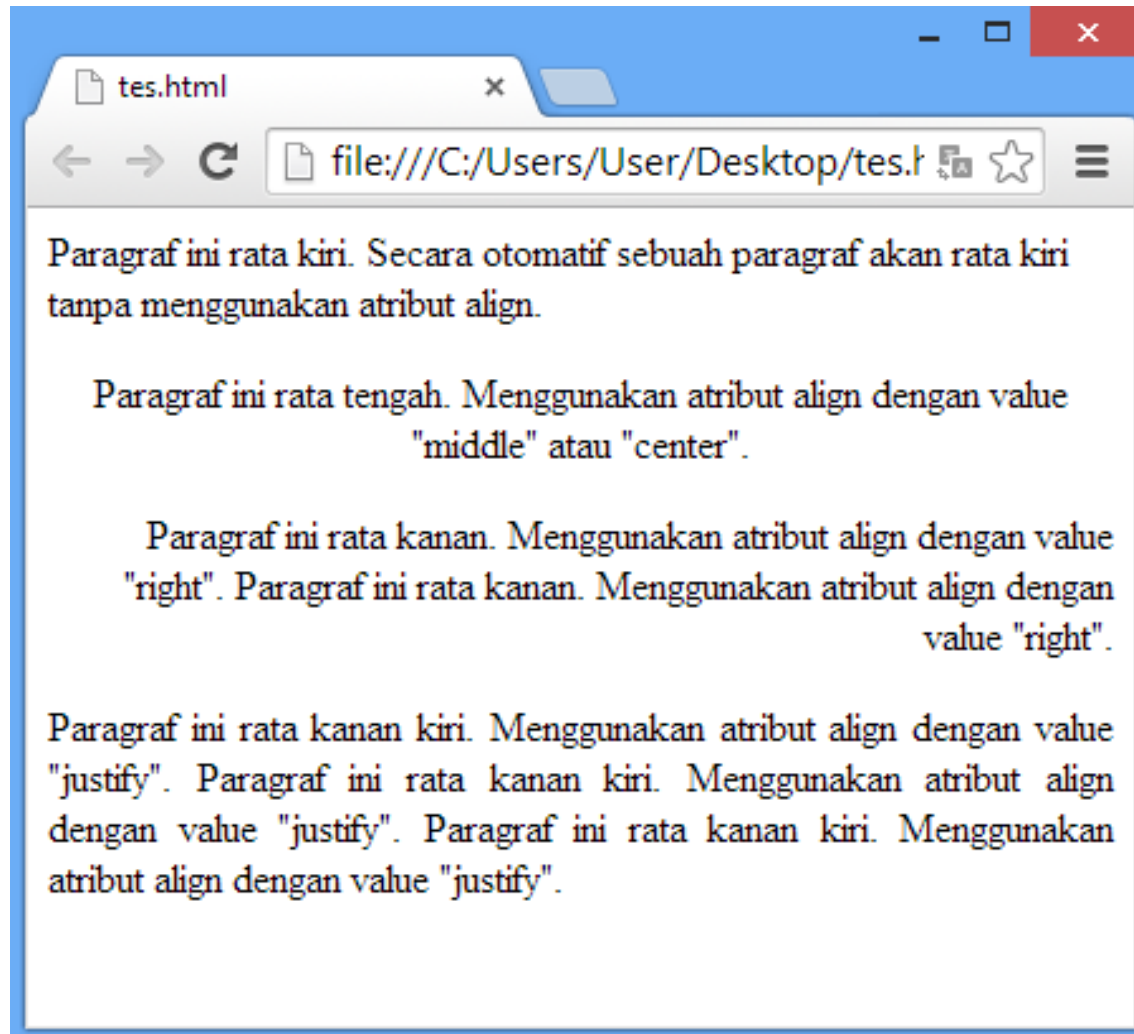 tes.html
file:///C:/Users/User/Desktop/tes.h
Paragraf ini rata kiri. Secara otomatif sebuah paragraf akan rata kiri
tanpa menggunakan atribut align.
Paragraf ini rata tengah. Menggunakan atribut align dengan value
"middle" atau "center".
Paragraf ini rata kanan. Menggunakan atribut align dengan value
"right". Paragraf ini rata kanan. Menggunakan atribut align dengan
value "right".
Paragraf ini rata kanan kiri. Menggunakan atribut align dengan value
"justify". Paragraf ini rata kanan kiri. Menggunakan atribut align
dengan value "justify". Paragraf ini rata kanan kiri. Menggunakan
atribut align dengan value "justify".